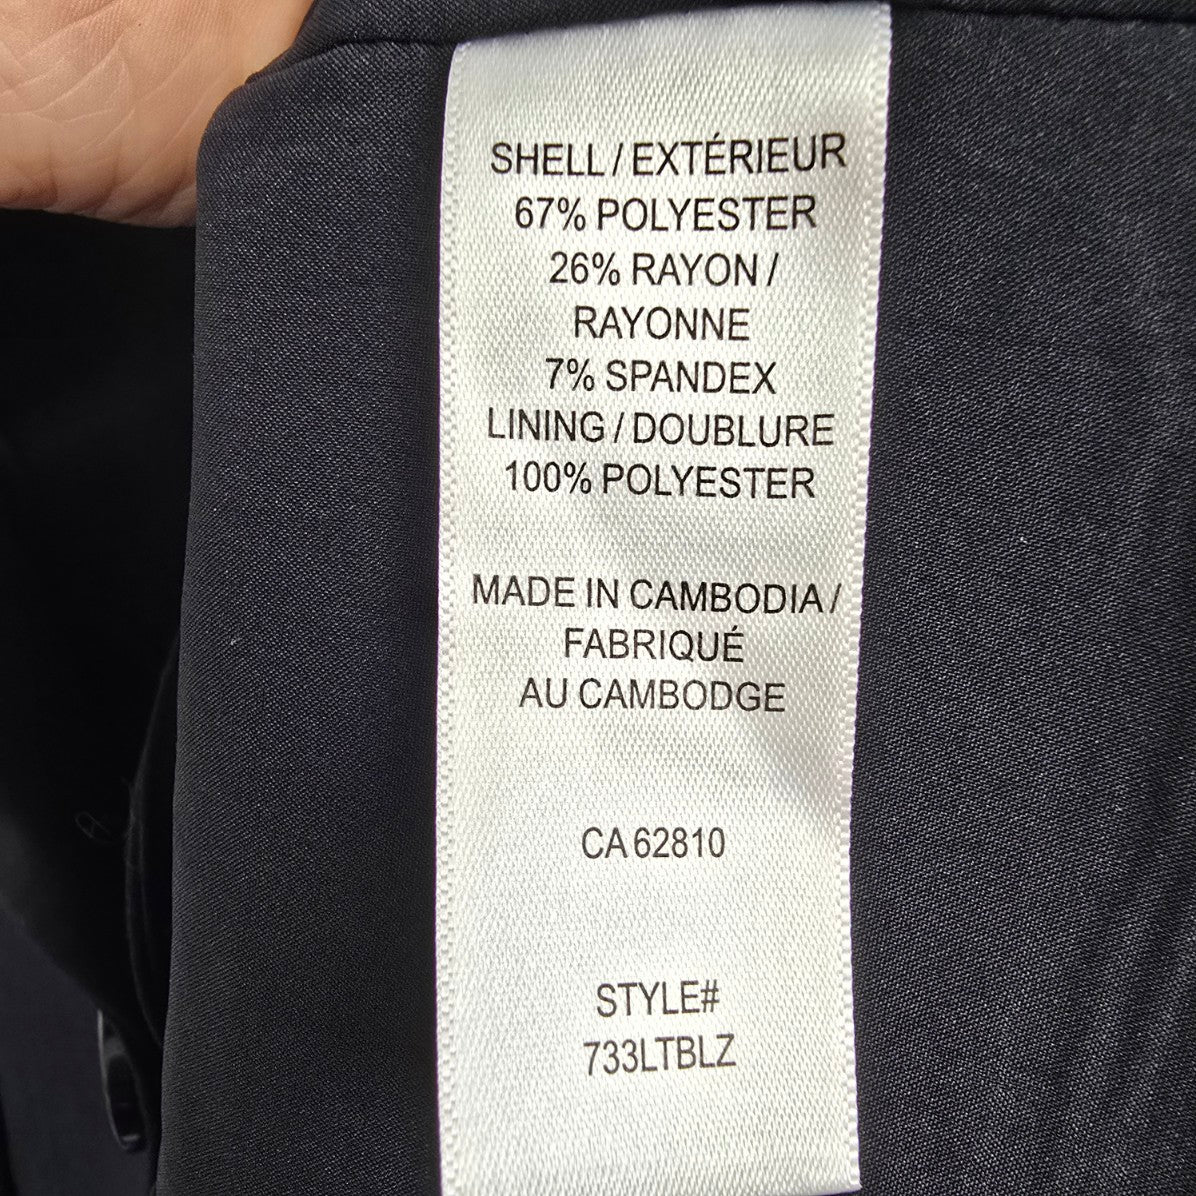 SHELL / EXTÉRIEUR
67% POLYESTER
26% RAYON /
RAYONNE
7% SPANDEX
LINING / DOUBLURE
100% POLYESTER
MADE IN CAMBODIA /
FABRIQUÉ
AU CAMBODGE
CA 62810
STYLE#
733LTBLZ